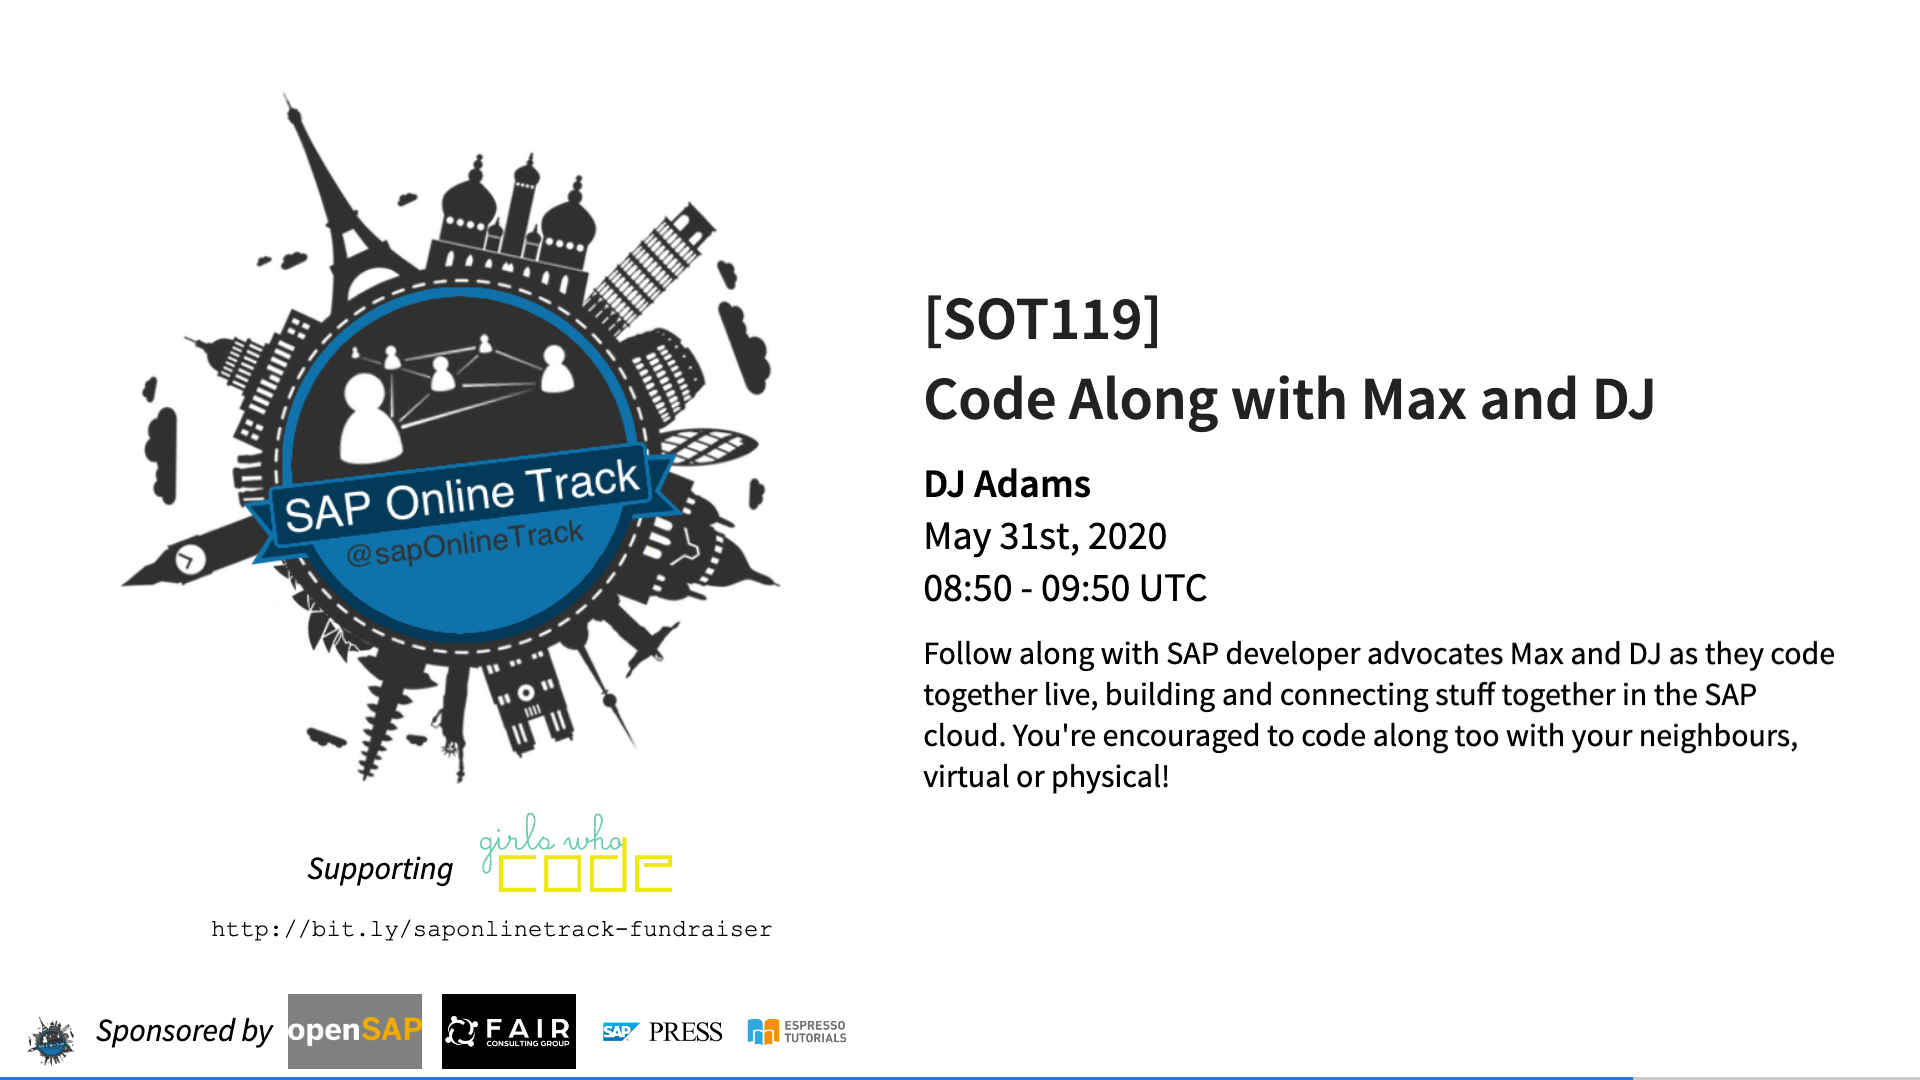 [SOT119]
Code Along with Max and DJ
DJ Adams
May 31st, 2020
08:50 - 09:50 UTC
Follow along with SAP developer advocates Max and DJ as they code
together live, building and connecting stuff together in the SAP
cloud. You're encouraged to code along too with your neighbours,
virtual or physical!
SAP Online Track
@sapOnlineTrack
Supporting
girls who
code
http://bit.ly/saponlinetrack-fundraiser
Sponsored by
openSAP
FAIR
CONSULTING GROUP
SAP PRESS
ESPRESSO
TUTORIALS